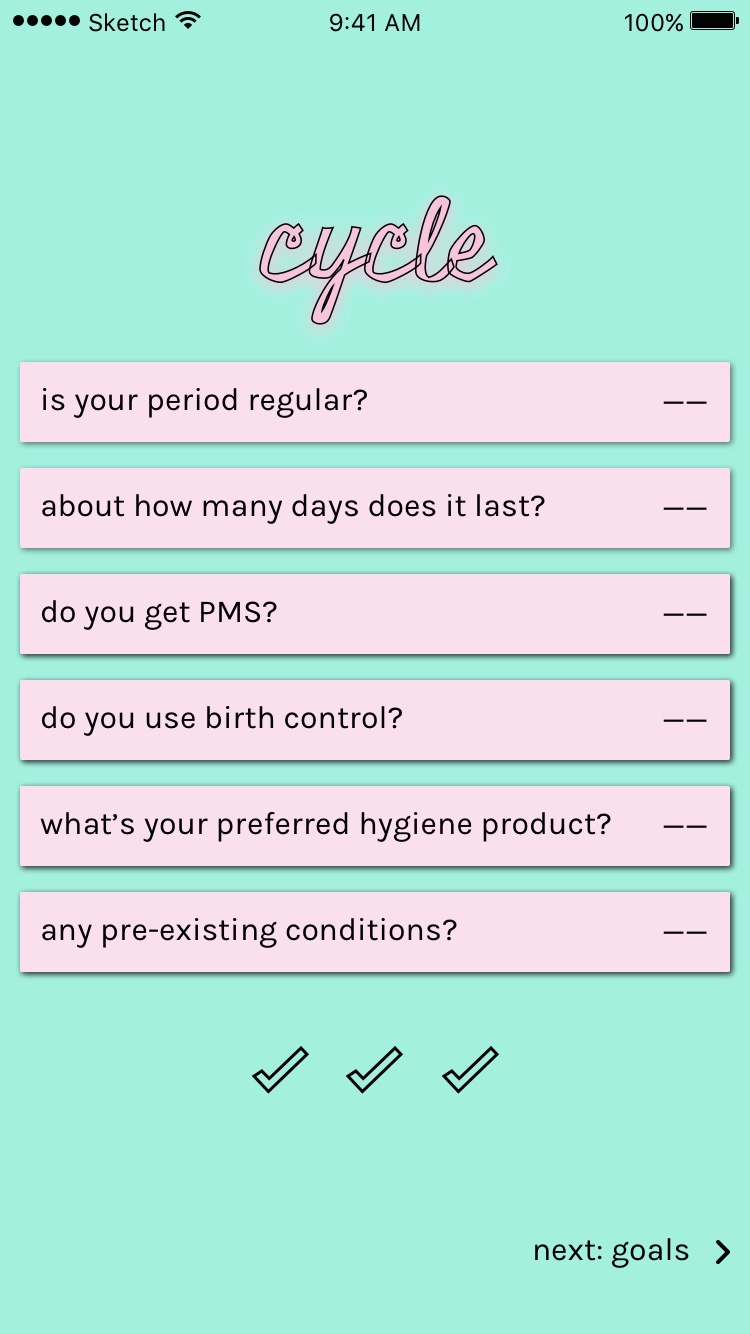 Sketch 9:41 AM 100%
cycle
is your period regular? ——
about how many days does it last? ——
do you get PMS? ——
do you use birth control? ——
what’s your preferred hygiene product? ——
any pre-existing conditions? ——
next: goals